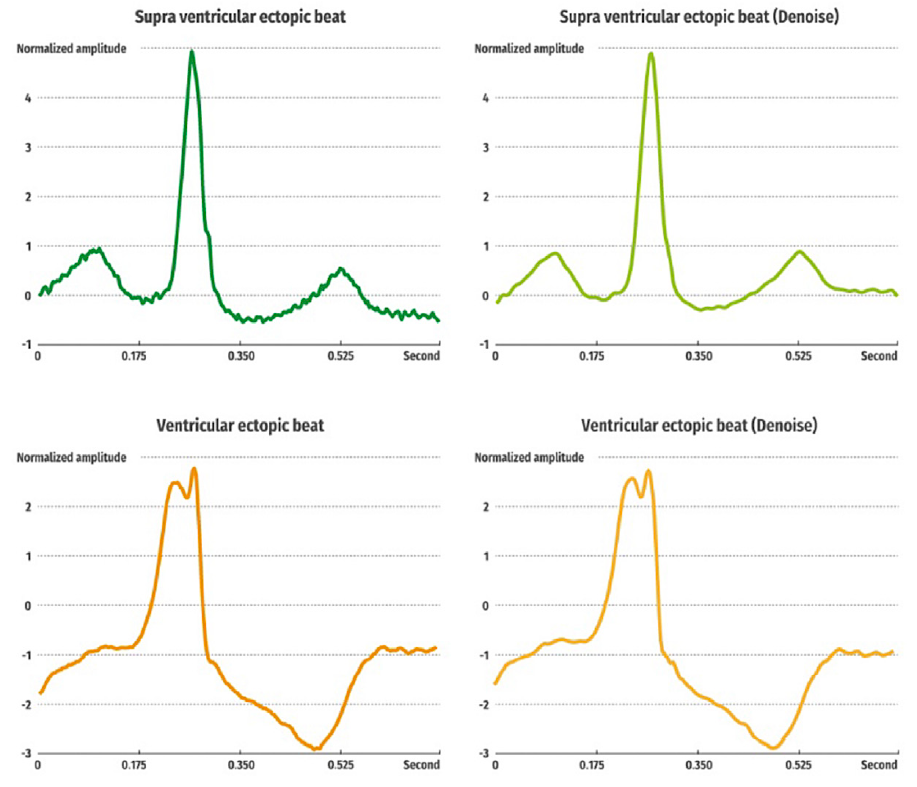 Supra ventricular ectopic beat
Normalized amplitude
4
3
2
1
0
-1
0 0.175 0.350 0.525 Second
Supra ventricular ectopic beat (Denoise)
Normalized amplitude
4
3
2
1
0
-1
0 0.175 0.350 0.525 Second
Ventricular ectopic beat
Normalized amplitude
2
1
0
-1
-2
-3
0 0.175 0.350 0.525 Second
Ventricular ectopic beat (Denoise)
Normalized amplitude
2
1
0
-1
-2
-3
0 0.175 0.350 0.525 Second